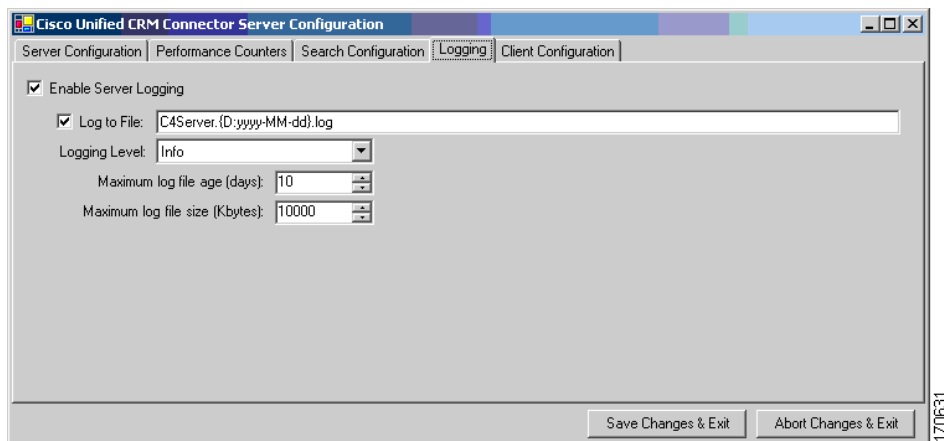 Cisco Unified CRM Connector Server Configuration
Server Configuration Performance Counters Search Configuration Logging Client Configuration
Enable Server Logging
Log to File: C4Server.{D:yyyy-MM-dd}.log
Logging Level: Info
Maximum log file age (days): 10
Maximum log file size (Kbytes): 10000
Save Changes & Exit Abort Changes & Exit
170631